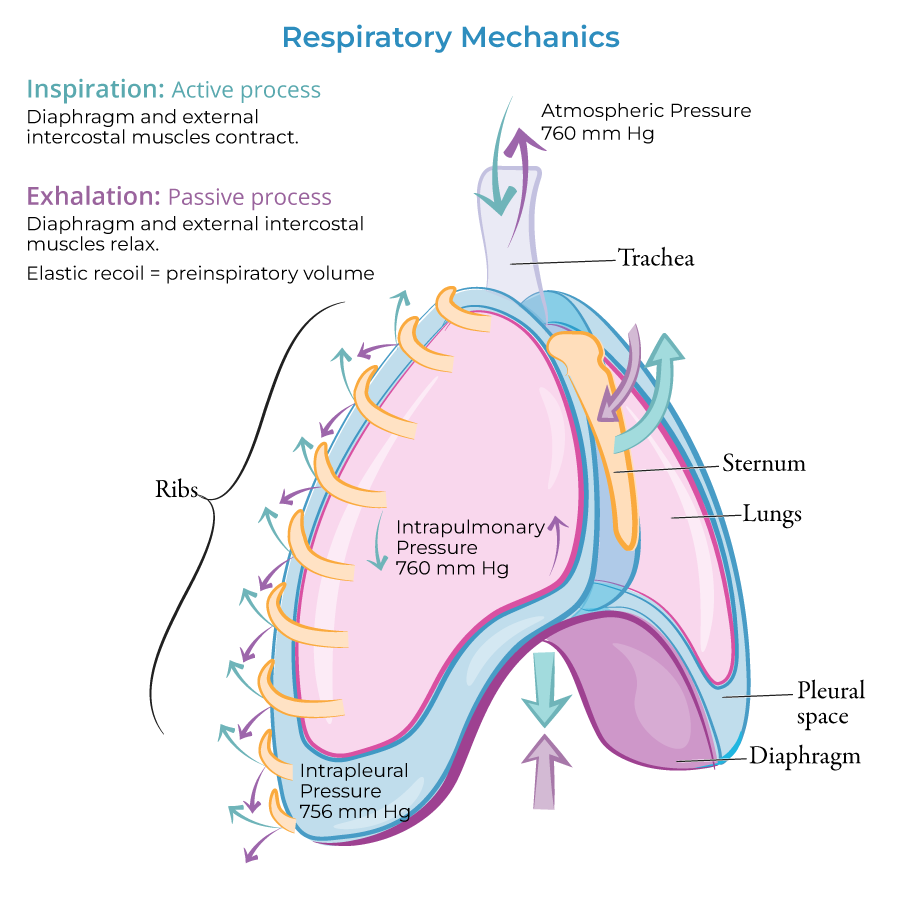 Respiratory Mechanics
Inspiration: Active process
Diaphragm and external
intercostal muscles contract.
Atmospheric Pressure
760 mm Hg
Exhalation: Passive process
Diaphragm and external intercostal
muscles relax.
Elastic recoil = preinspiratory volume
Trachea
Sternum
Ribs
Lungs
Intrapulmonary
Pressure
760 mm Hg
Pleural
space
Diaphragm
Intrapleural
Pressure
756 mm Hg